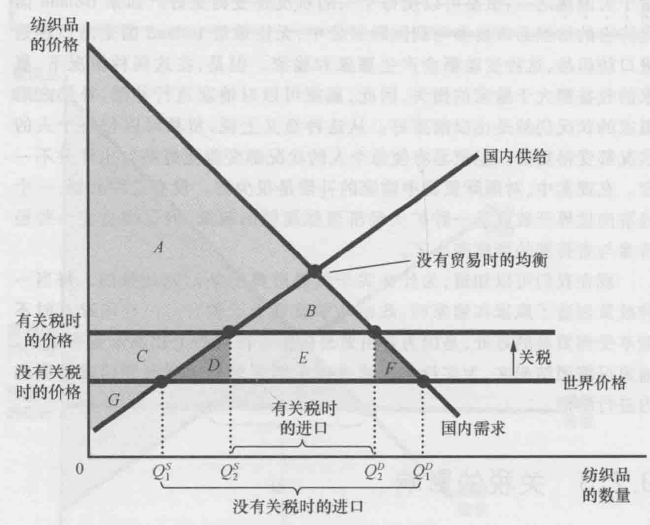 纺织品
的价格
国内供给
A
没有贸易时的均衡
B
有关税时
的价格
关税
C
D
E
F
没有关税
时的价格
世界价格
G
有关税时
的进口
国内需求
0
Q₁ˢ
Q₂ˢ
Q₂ᴰ
Q₁ᴰ
纺织品
的数量
没有关税时的进口